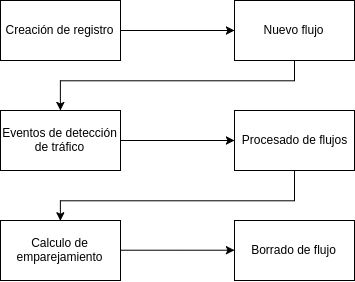 Creación de registro
Nuevo flujo
Eventos de detección
de tráfico
Procesado de flujos
Calculo de
emparejamiento
Borrado de flujo